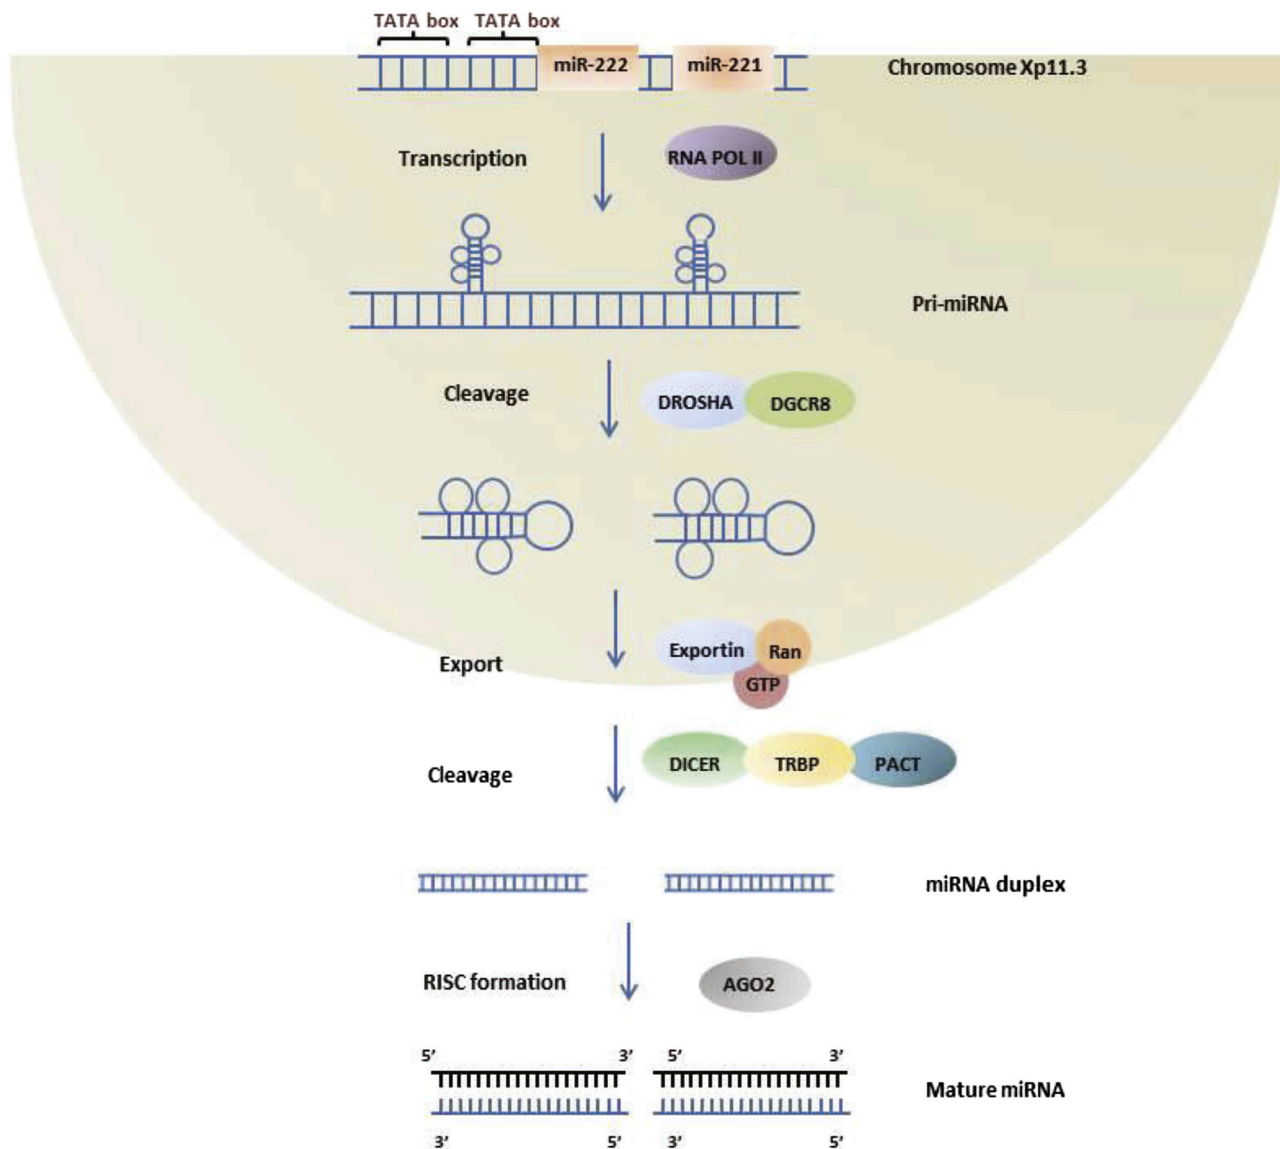 TATA box TATA box
miR-222 miR-221 Chromosome Xp11.3
Transcription RNA POL II
Pri-miRNA
Cleavage DROSHA DGCR8
Export Exportin Ran
GTP
Cleavage DICER TRBP PACT
miRNA duplex
RISC formation AGO2
5’ 3’ 5’ 3’
Mature miRNA
3’ 5’ 3’ 5’